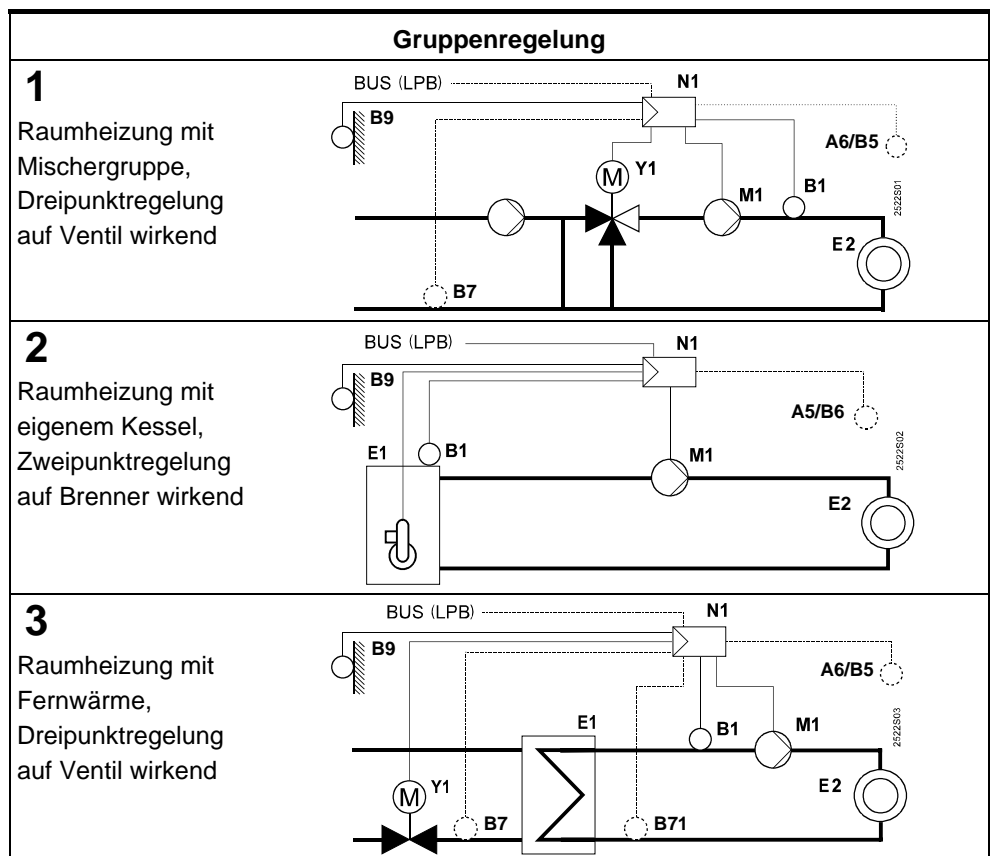 Gruppenregelung
1
Raumheizung mit
Mischergruppe,
Dreipunktregelung
auf Ventil wirkend
BUS (LPB)
N1
B9
A6/B5
Y1
M
M1
B1
E2
B7
2522S01
2
Raumheizung mit
eigenem Kessel,
Zweipunktregelung
auf Brenner wirkend
BUS (LPB)
N1
B9
A5/B6
E1
B1
M1
E2
2522S02
3
Raumheizung mit
Fernwärme,
Dreipunktregelung
auf Ventil wirkend
BUS (LPB)
N1
B9
A6/B5
E1
B1
M1
Y1
M
E2
B7
B71
2522S03